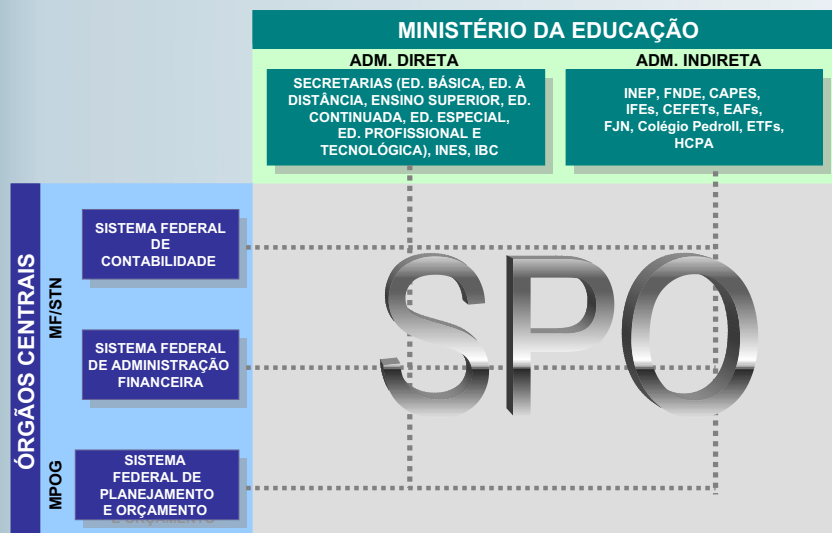 MINISTÉRIO DA EDUCAÇÃO
ADM. DIRETA
SECRETARIAS (ED. BÁSICA, ED. À
DISTÂNCIA, ENSINO SUPERIOR, ED.
CONTINUADA, ED. ESPECIAL,
ED. PROFISSIONAL E
TECNOLÓGICA), INES, IBC
ADM. INDIRETA
INEP, FNDE, CAPES,
IFEs, CEFETs, EAFs,
FJN, Colégio PedroII, ETFs,
HCPA
ÓRGÃOS CENTRAIS
MF/STN
SISTEMA FEDERAL
DE
CONTABILIDADE
SISTEMA FEDERAL
DE ADMINISTRAÇÃO
FINANCEIRA
MPOG
SISTEMA
FEDERAL DE
PLANEJAMENTO
E ORÇAMENTO
E ORÇAMENTO
SPO